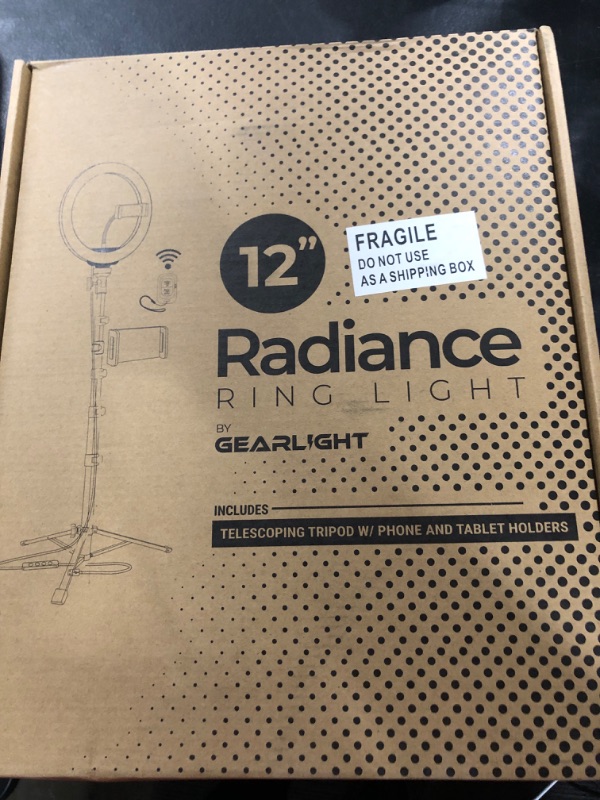 12”
FRAGILE
DO NOT USE
AS A SHIPPING BOX
Radiance
RING LIGHT
BY
GEARLIGHT
INCLUDES
TELESCOPING TRIPOD W/ PHONE AND TABLET HOLDERS